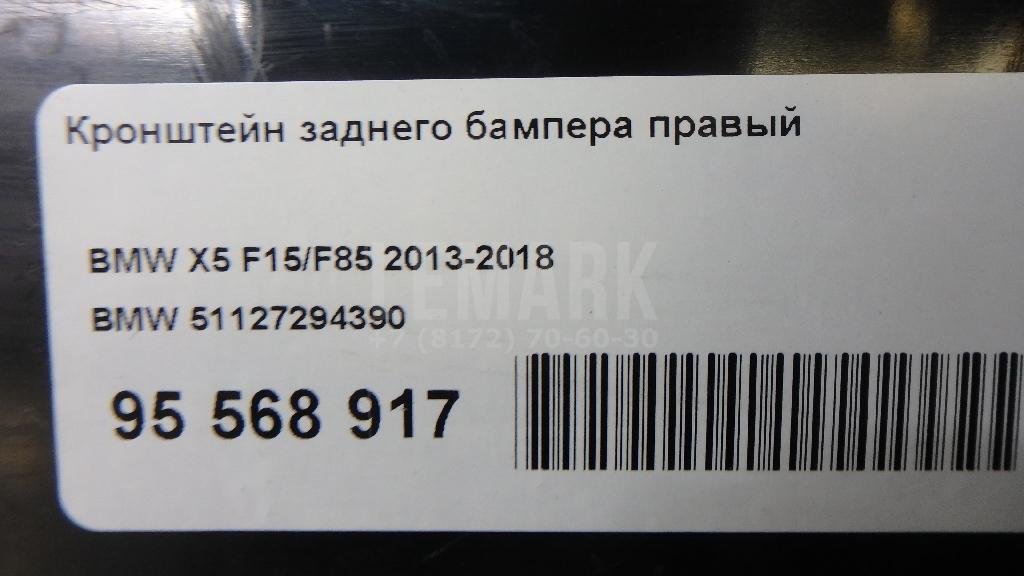 Кронштейн заднего бампера правый
BMW X5 F15/F85 2013-2018
BMW 51127294390
95 568 917
LEMARK
+7 (8172) 70-60-30